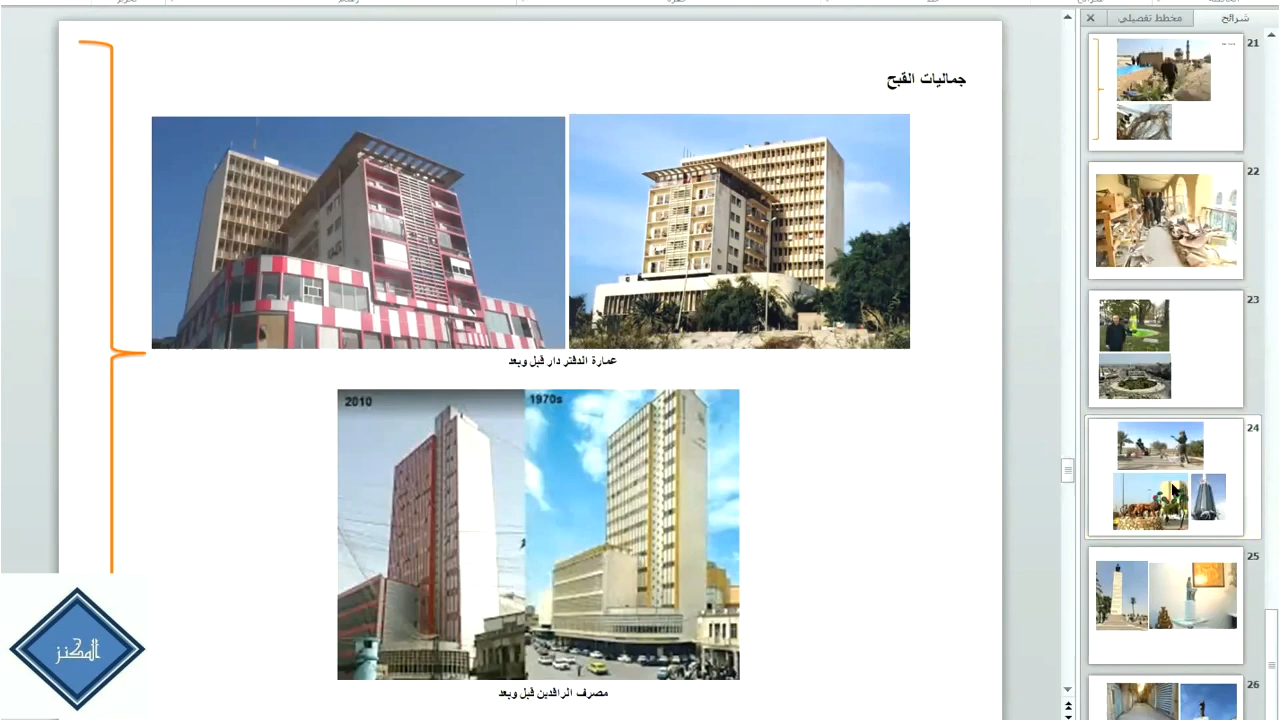 شرائح
مخطط تفصيلي
جماليات القبح
عمارة الدفتر دار قبل وبعد
2010
1970s
مصرف الرافدين قبل وبعد
المكنز
21
22
23
24
25
26